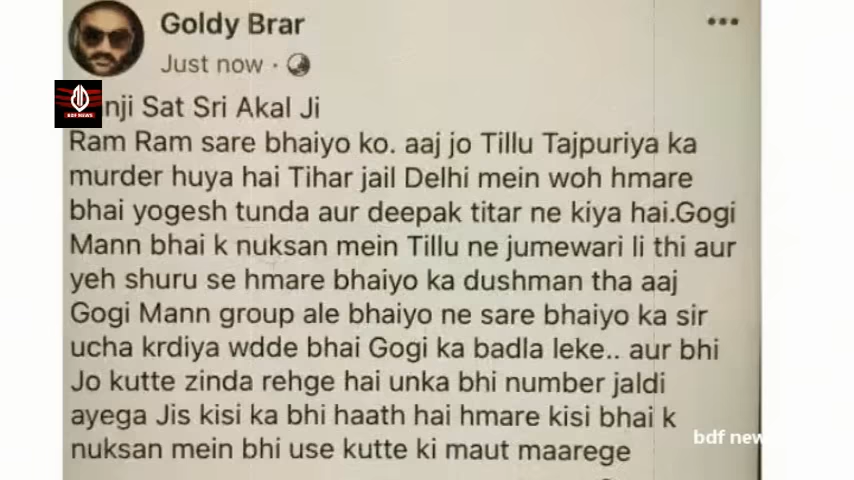 Goldy Brar
Just now
nji Sat Sri Akal Ji
BDF NEWS
Ram Ram sare bhaiyo ko. aaj jo Tillu Tajpuriya ka
murder huya hai Tihar jail Delhi mein woh hmare
bhai yogesh tunda aur deepak titar ne kiya hai.Gogi
Mann bhai k nuksan mein Tillu ne jumewari li thi aur
yeh shuru se hmare bhaiyo ka dushman tha aaj
Gogi Mann group ale bhaiyo ne sare bhaiyo ka sir
ucha krdiya wdde bhai Gogi ka badla leke.. aur bhi
Jo kutte zinda rehge hai unka bhi number jaldi
ayega Jis kisi ka bhi haath hai hmare kisi bhai k
bdf new
nuksan mein bhi use kutte ki maut maarege